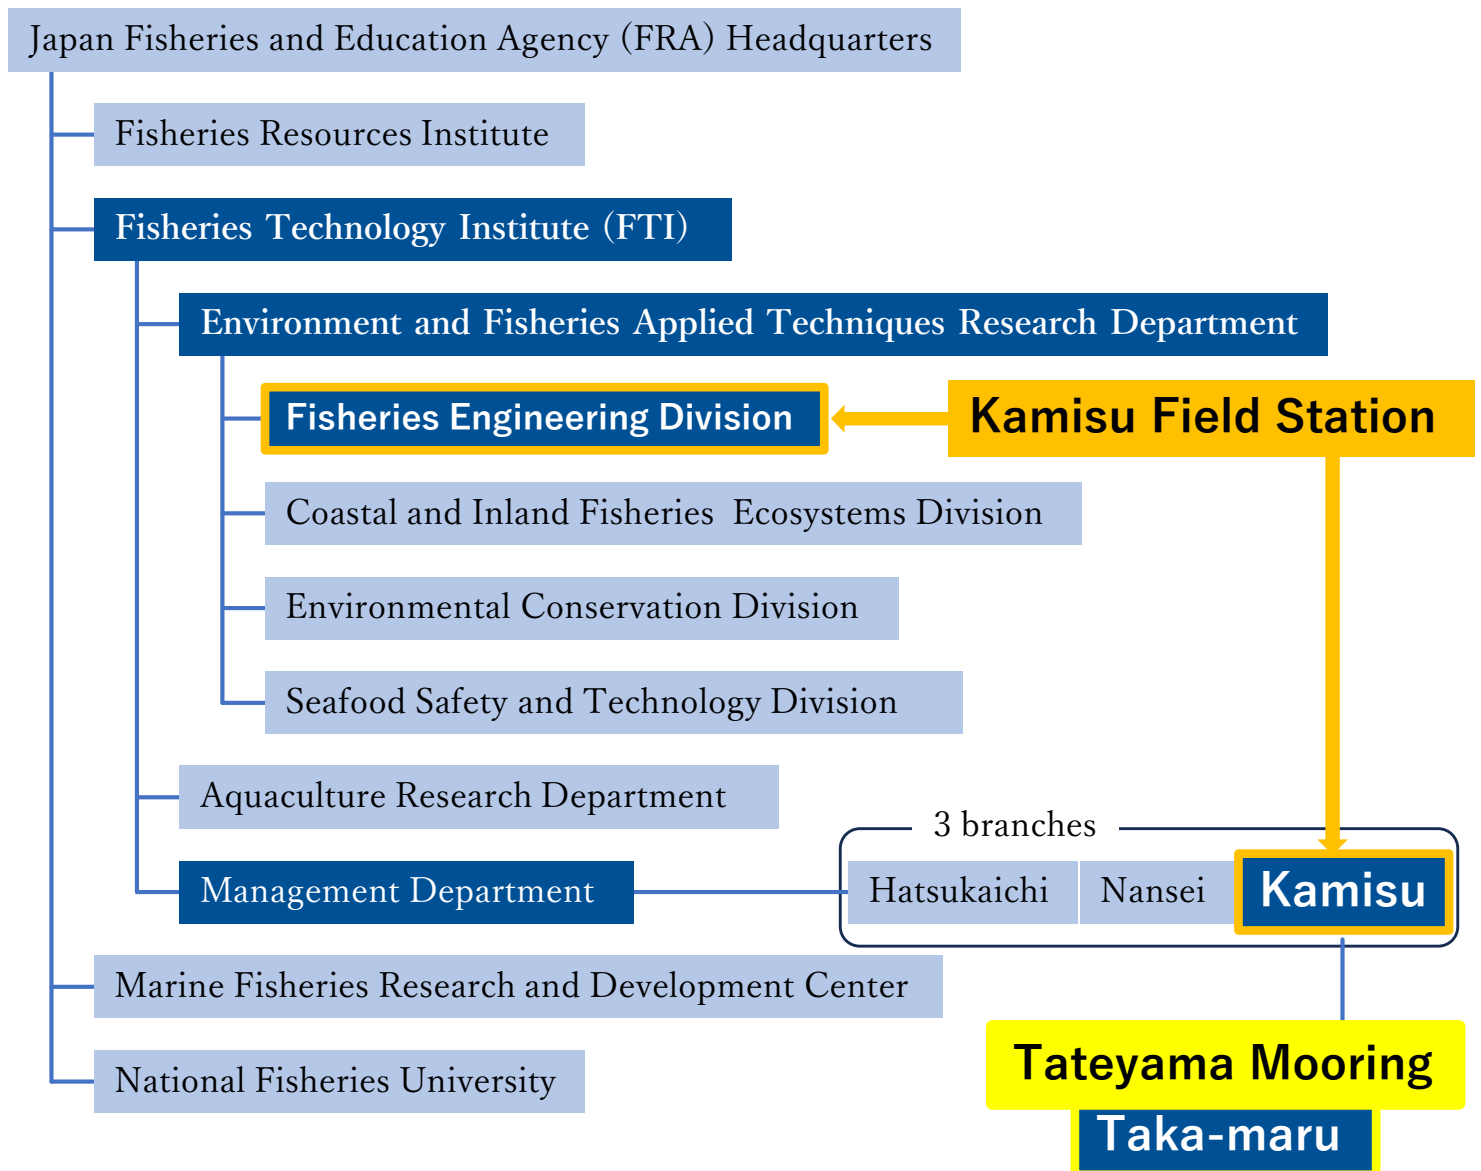 Japan Fisheries and Education Agency (FRA) Headquarters
Fisheries Resources Institute
Fisheries Technology Institute (FTI)
Environment and Fisheries Applied Techniques Research Department
Fisheries Engineering Division
Kamisu Field Station
Coastal and Inland Fisheries Ecosystems Division
Environmental Conservation Division
Seafood Safety and Technology Division
Aquaculture Research Department
3 branches
Management Department
Hatsukaichi
Nansei
Kamisu
Marine Fisheries Research and Development Center
Tateyama Mooring
National Fisheries University
Taka-maru